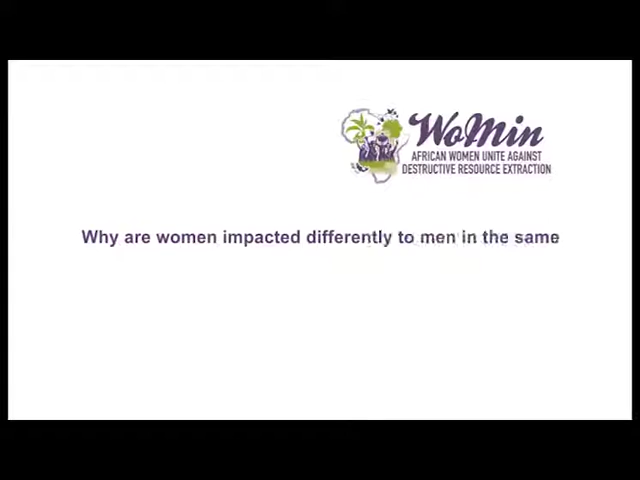 WoMin
AFRICAN WOMEN UNITE AGAINST
DESTRUCTIVE RESOURCE EXTRACTION
Why are women impacted differently to men in the same